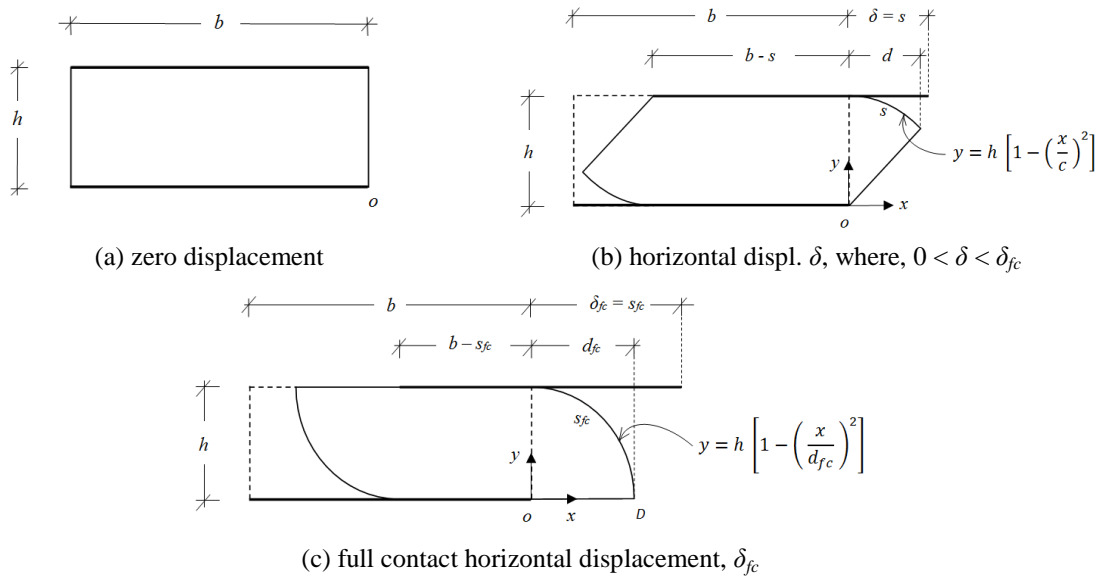 b
h
o
(a) zero displacement
b
δ = s
b - s
d
h
s
y = h [1 − (x/c)²]
y
o
x
(b) horizontal displ. δ, where, 0 < δ < δ_fc
b
δ_fc = s_fc
b – s_fc
d_fc
h
s_fc
y = h [1 − (x/d_fc)²]
y
o
x
D
(c) full contact horizontal displacement, δ_fc